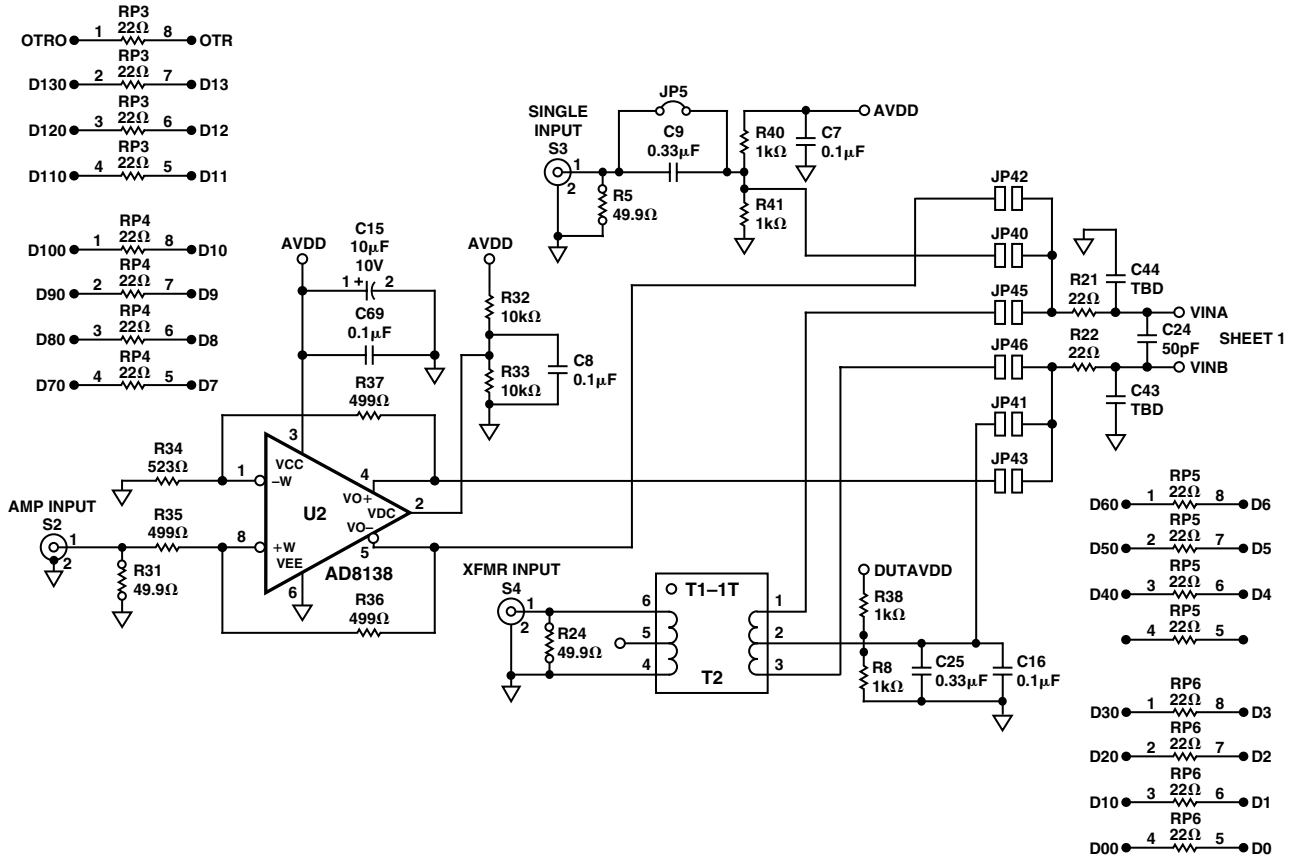 RP3
22Ω
OTRO 1 8 OTR
RP3
22Ω
D130 2 7 D13
RP3
22Ω
D120 3 6 D12
RP3
22Ω
D110 4 5 D11
RP4
22Ω
D100 1 8 D10
RP4
22Ω
D90 2 7 D9
RP4
22Ω
D80 3 6 D8
RP4
22Ω
D70 4 5 D7
SINGLE
INPUT
S3
1
2
R5
49.9Ω
JP5
C9
0.33µF
R40
1kΩ
R41
1kΩ
C7
0.1µF
AVDD
AVDD
C15
10µF
10V
1 + 2
C69
0.1µF
R37
499Ω
AVDD
R32
10kΩ
R33
10kΩ
C8
0.1µF
JP42
JP40
JP45
JP46
JP41
JP43
R21
22Ω
R22
22Ω
C44
TBD
C24
50pF
C43
TBD
VINA
SHEET 1
VINB
R34
523Ω
AMP INPUT
S2
1
2
R35
499Ω
R31
49.9Ω
3
VCC
1
–W
4
VO+
U2
VDC
2
VO–
8
+W
5
VEE
6
AD8138
R36
499Ω
XFMR INPUT
S4
1
2
R24
49.9Ω
T1–1T
6
5
4
1
2
3
T2
DUTAVDD
R38
1kΩ
R8
1kΩ
C25
0.33µF
C16
0.1µF
RP5
22Ω
D60 1 8 D6
RP5
22Ω
D50 2 7 D5
RP5
22Ω
D40 3 6 D4
RP5
22Ω
4 5
RP6
22Ω
D30 1 8 D3
RP6
22Ω
D20 2 7 D2
RP6
22Ω
D10 3 6 D1
RP6
22Ω
D00 4 5 D0